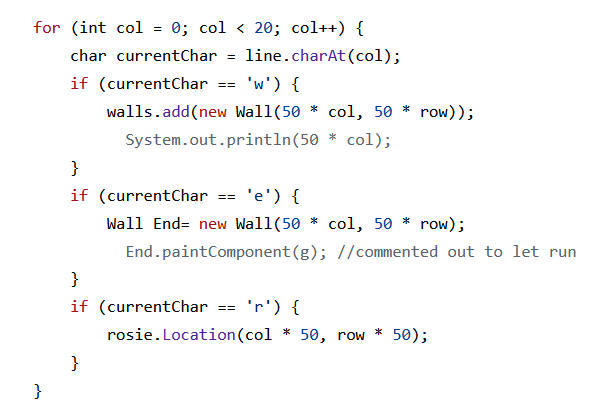 for (int col = 0; col < 20; col++) {
    char currentChar = line.charAt(col);
    if (currentChar == 'w') {
        walls.add(new Wall(50 * col, 50 * row));
          System.out.println(50 * col);
    }
    if (currentChar == 'e') {
        Wall End= new Wall(50 * col, 50 * row);
          End.paintComponent(g); //commented out to let run
    }
    if (currentChar == 'r') {
        rosie.Location(col * 50, row * 50);
    }
}